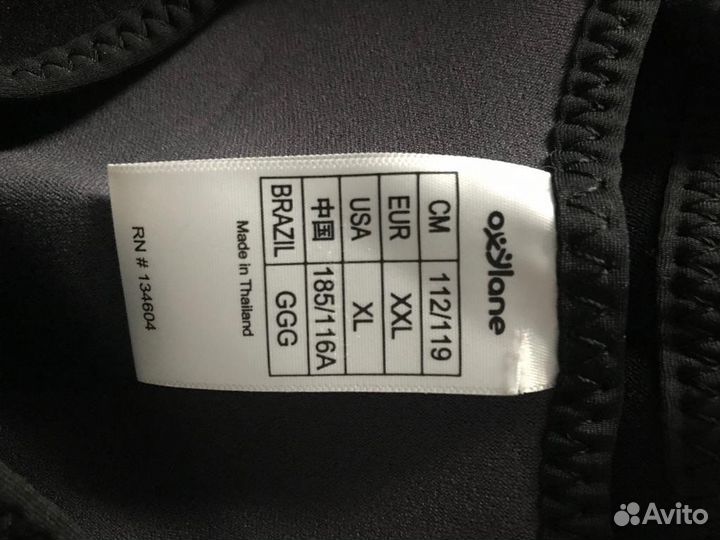 oxylane
CM 112/119
EUR XXL
USA XL
中国 185/116A
BRAZIL GGG
Made in Thailand
RN # 134604
Avito